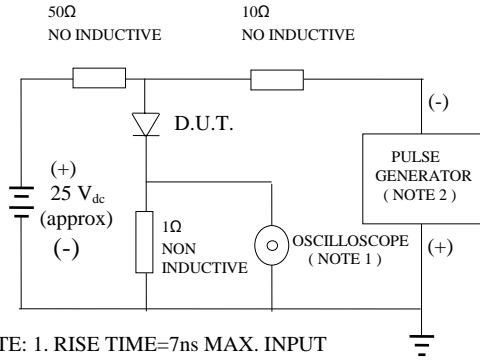 50Ω
NO INDUCTIVE
10Ω
NO INDUCTIVE
(-)
D.U.T.
PULSE
GENERATOR
( NOTE 2 )
(+)
25 Vdc
(approx)
(-)
1Ω
NON
INDUCTIVE
OSCILLOSCOPE
( NOTE 1 )
(+)
TE: 1. RISE TIME=7ns MAX. INPUT